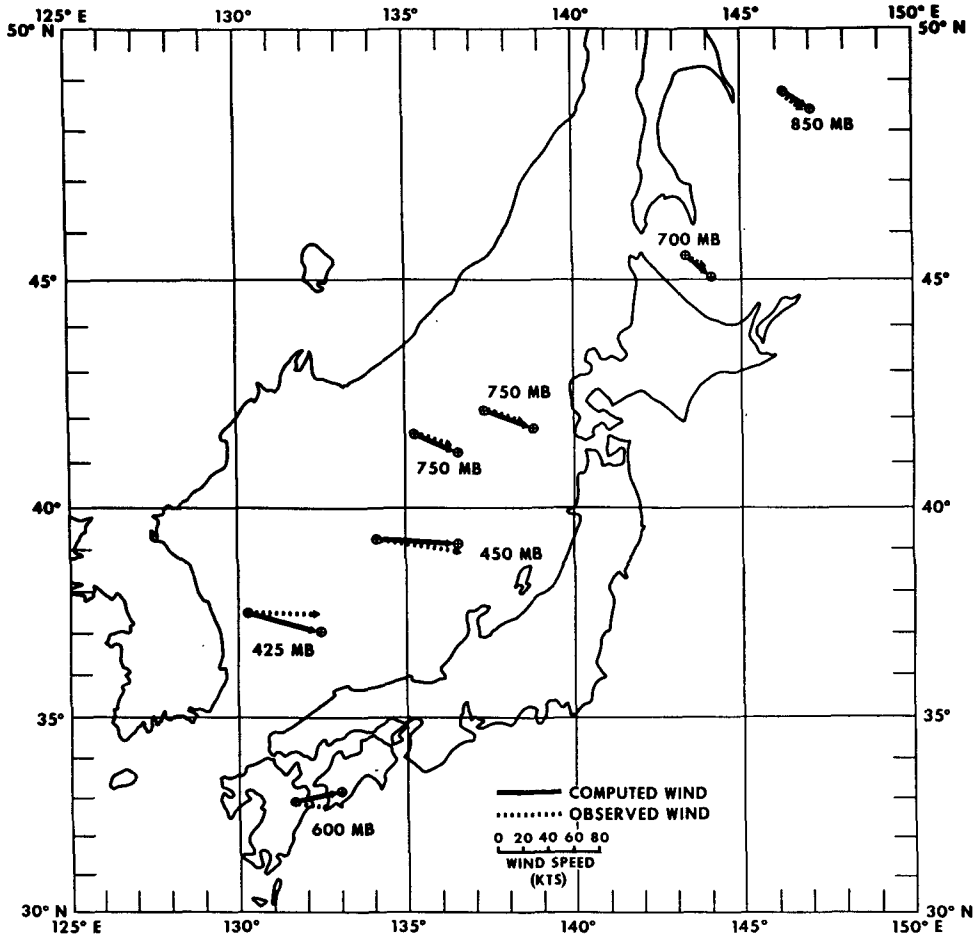 125° E 130° 135° 140° 145° 150° E
50° N 50° N
850 MB
700 MB
45° 45°
750 MB
750 MB
40° 40°
450 MB
425 MB
35° 35°
COMPUTED WIND
OBSERVED WIND
600 MB
0 20 40 60 80
WIND SPEED
(KTS)
30° N 30° N
125° E 130° 135° 140° 145° 150° E